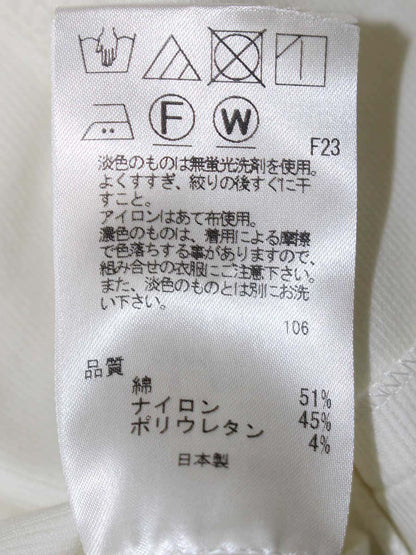 F W F23
淡色のものは無蛍光洗剤を使用。
よくすすぎ、絞りの後すぐに干
すこと。
アイロンはあて布使用。
濃色のものは、着用による摩擦
で色落ちする事がありますので、
組み合せの衣服にご注意下さい。
また、淡色のものとは別にお洗
い下さい。
106
品質
綿 51%
ナイロン 45%
ポリウレタン 4%
日本製